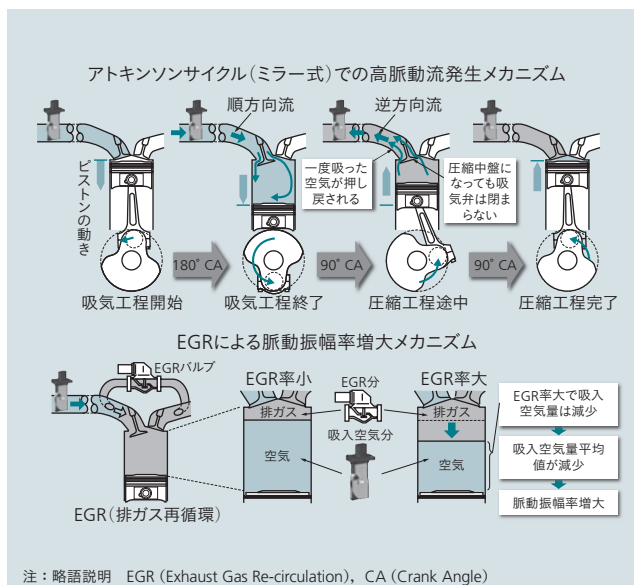 アトキンソンサイクル（ミラー式）での高脈動流発生メカニズム
順方向流
逆方向流
ピストンの動き
一度吸った
空気が押し
戻される
圧縮中盤に
なっても吸
気弁は閉ま
らない
180° CA
90° CA
90° CA
吸気工程開始
吸気工程終了
圧縮工程途中
圧縮工程完了
EGRによる脈動振幅率増大メカニズム
EGRバルブ
EGR率小
EGR分
EGR率大
排ガス
排ガス
吸入空気分
空気
空気
EGR率大で吸入
空気量は減少
吸入空気量平均
値が減少
脈動振幅率増大
EGR（排ガス再循環）
注：略語説明　EGR（Exhaust Gas Re-circulation），CA（Crank Angle）